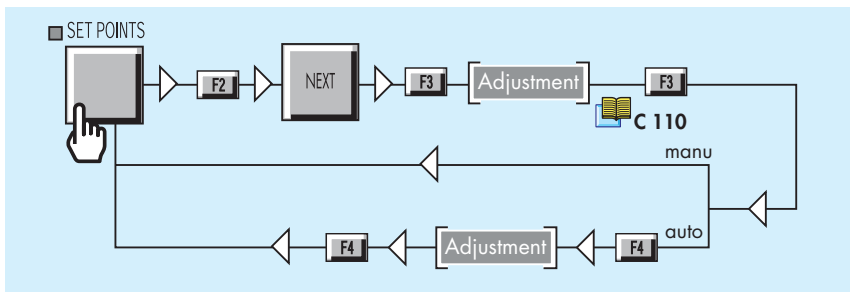 SET POINTS
F2
NEXT
F3
Adjustment
F3
C 110
manu
auto
F4
Adjustment
F4